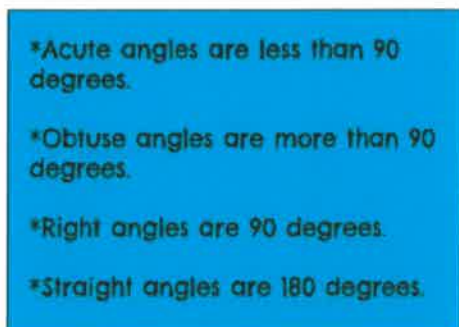 *Acute angles are less than 90
degrees.
*Obtuse angles are more than 90
degrees.
*Right angles are 90 degrees.
*Straight angles are 180 degrees.